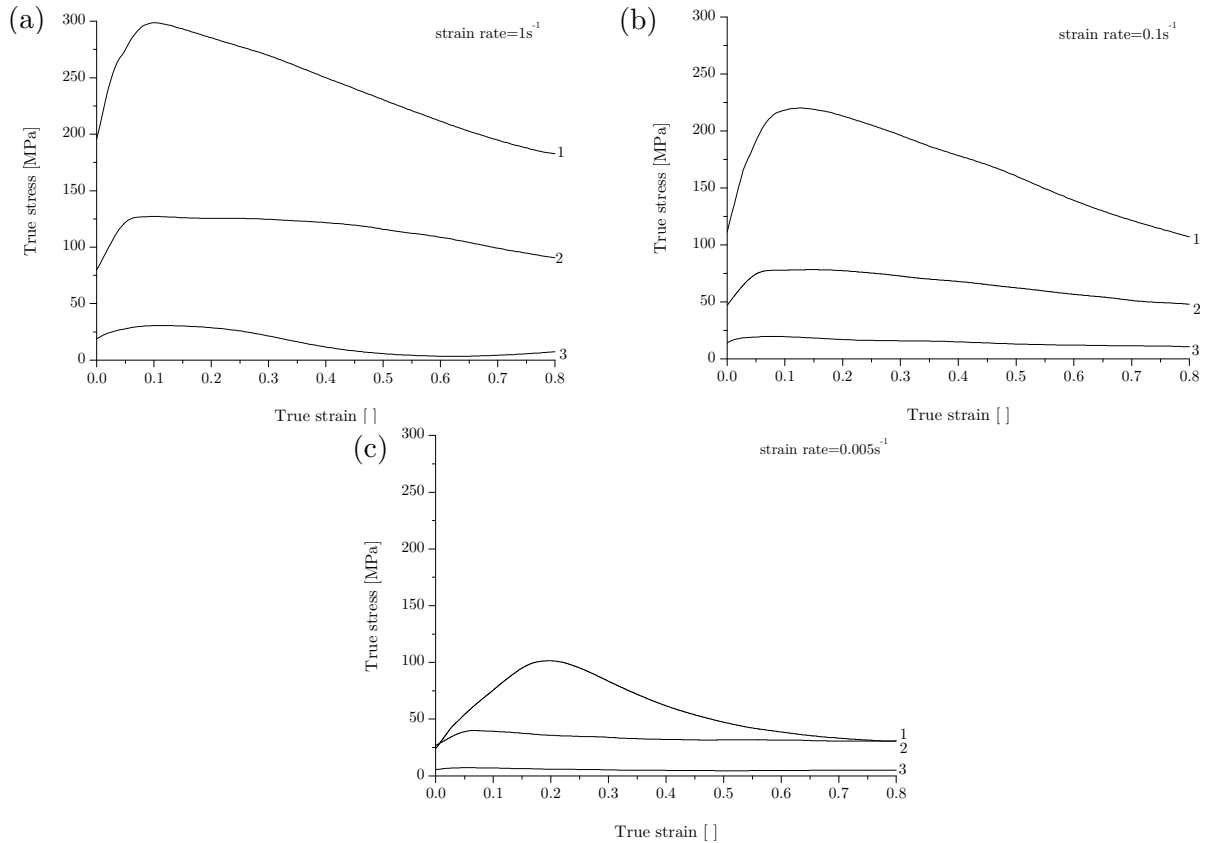 (a)
strain rate=1s⁻¹
True stress [MPa]
300
250
200
150
100
50
0
0.0 0.1 0.2 0.3 0.4 0.5 0.6 0.7 0.8
True strain [ ]
1
2
3
(b)
strain rate=0.1s⁻¹
True stress [MPa]
300
250
200
150
100
50
0
0.0 0.1 0.2 0.3 0.4 0.5 0.6 0.7 0.8
True strain [ ]
1
2
3
(c)
strain rate=0.005s⁻¹
True stress [MPa]
300
250
200
150
100
50
0
0.0 0.1 0.2 0.3 0.4 0.5 0.6 0.7 0.8
True strain [ ]
1
2
3